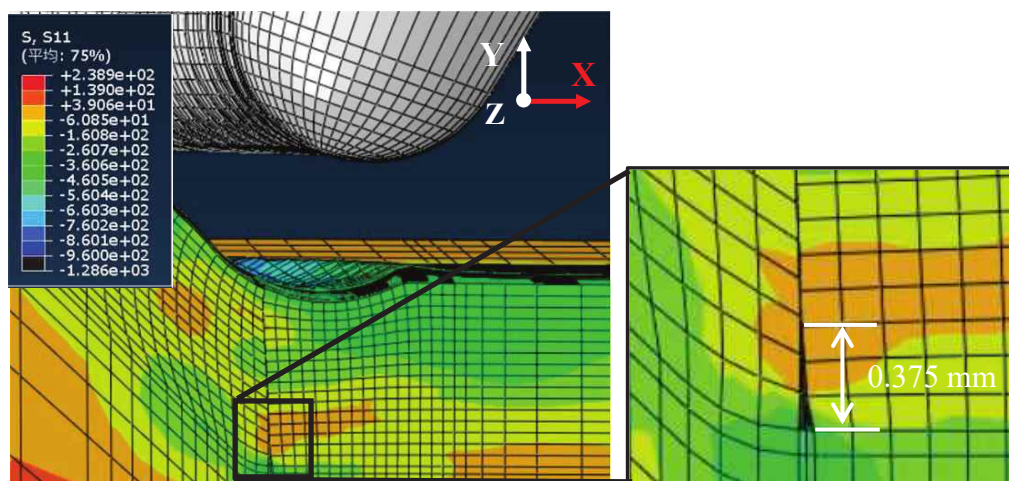 S, S11
(平均: 75%)
+2.389e+02
+1.390e+02
+3.906e+01
-6.085e+01
-1.608e+02
-2.607e+02
-3.606e+02
-4.605e+02
-5.604e+02
-6.603e+02
-7.602e+02
-8.601e+02
-9.600e+02
-1.286e+03
Y
X
Z
0.375 mm